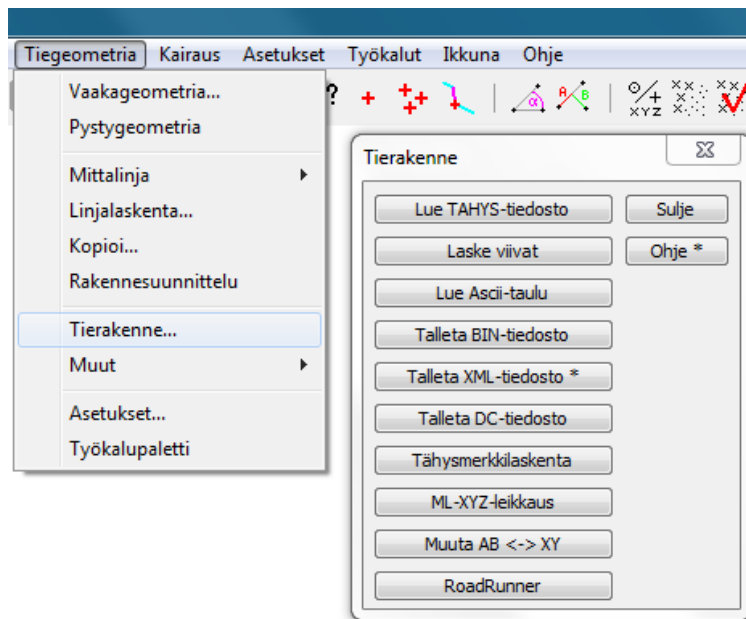 Tiegeometria Kairaus Asetukset Työkalut Ikkuna Ohje
Vaakageometria...
Pystygeometria
Mittalinja
Linjalaskenta...
Kopioi...
Rakennesuunnittelu
Tierakenne...
Muut
Asetukset...
Työkalupaletti
?
α
A B
XYZ
Tierakenne
Lue TAHYS-tiedosto Sulje
Laske viivat Ohje *
Lue Ascii-taulu
Talleta BIN-tiedosto
Talleta XML-tiedosto *
Talleta DC-tiedosto
Tähysmerkkilaskenta
ML-XYZ-leikkaus
Muuta AB <-> XY
RoadRunner